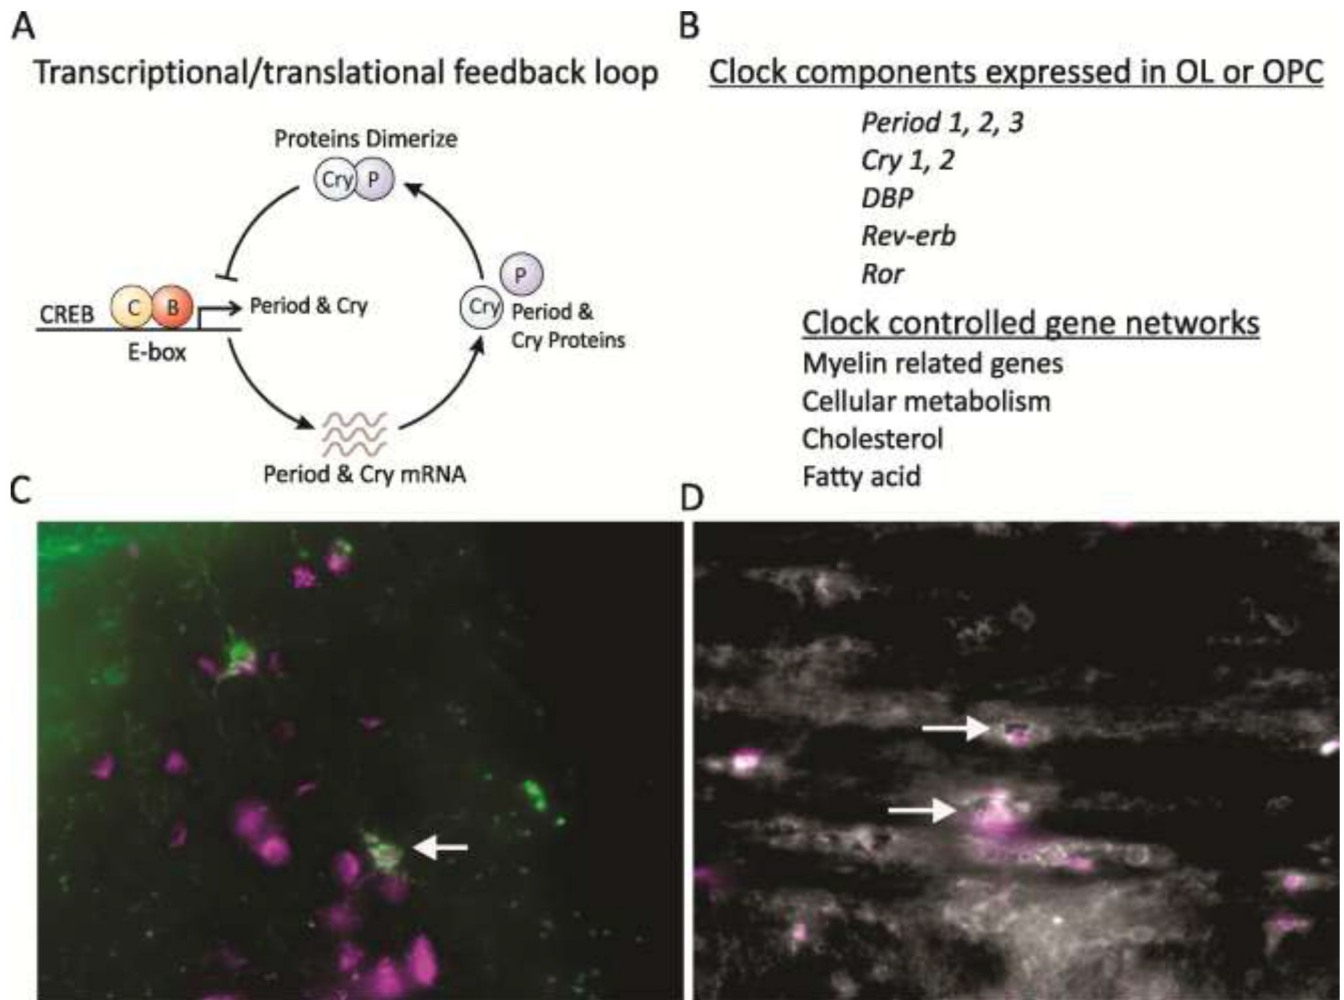 A
Transcriptional/translational feedback loop
Proteins Dimerize
Cry P
P
Cry
Period &
Cry Proteins
CREB
C B
Period & Cry
E-box
Period & Cry mRNA
B
Clock components expressed in OL or OPC
Period 1, 2, 3
Cry 1, 2
DBP
Rev-erb
Ror
Clock controlled gene networks
Myelin related genes
Cellular metabolism
Cholesterol
Fatty acid
C
D